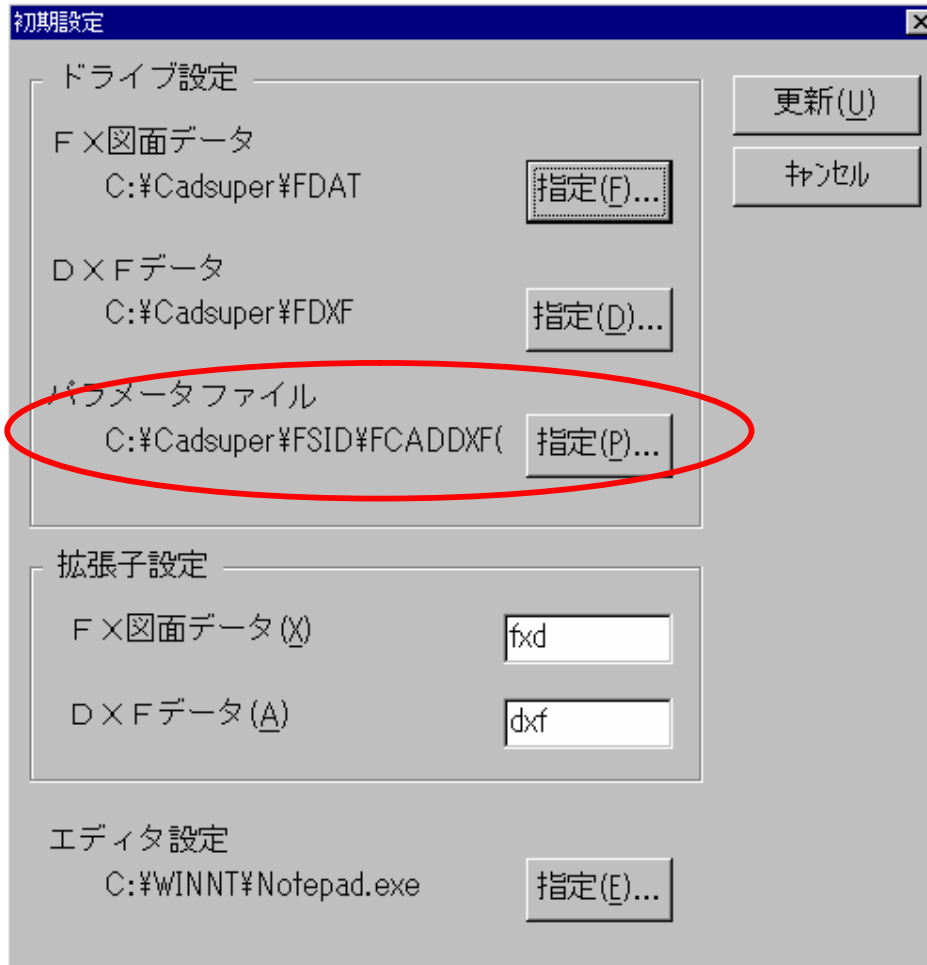 初期設定
ドライブ設定
更新(U)
ＦＸ図面データ
キャンセル
C:¥Cadsuper¥FDAT
指定(F)...
ＤＸＦデータ
C:¥Cadsuper¥FDXF
指定(D)...
パラメータファイル
C:¥Cadsuper¥FSID¥FCADDXF(
指定(P)...
拡張子設定
ＦＸ図面データ(X)
fxd
ＤＸＦデータ(A)
dxf
エディタ設定
C:¥WINNT¥Notepad.exe
指定(E)...